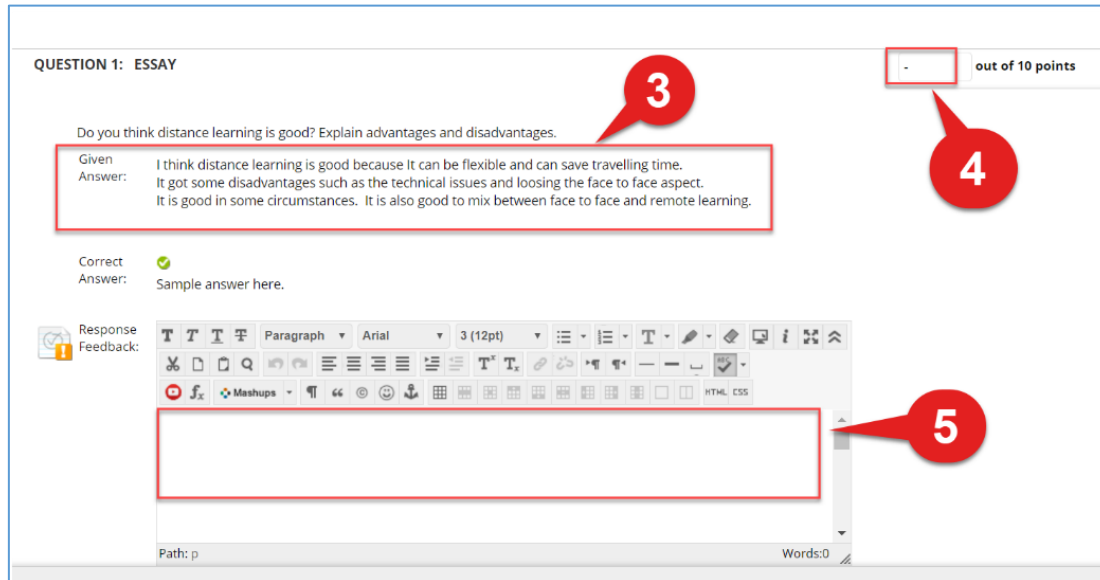 QUESTION 1: ESSAY
- out of 10 points
3
4
Do you think distance learning is good? Explain advantages and disadvantages.
Given Answer:
I think distance learning is good because It can be flexible and can save travelling time.
It got some disadvantages such as the technical issues and loosing the face to face aspect.
It is good in some circumstances. It is also good to mix between face to face and remote learning.
Correct Answer:
Sample answer here.
Response Feedback:
T T T T Paragraph Arial 3 (12pt) T i
Tx Tx ABC
fx Mashups ¶ “ © HTML CSS
5
Path: p Words:0